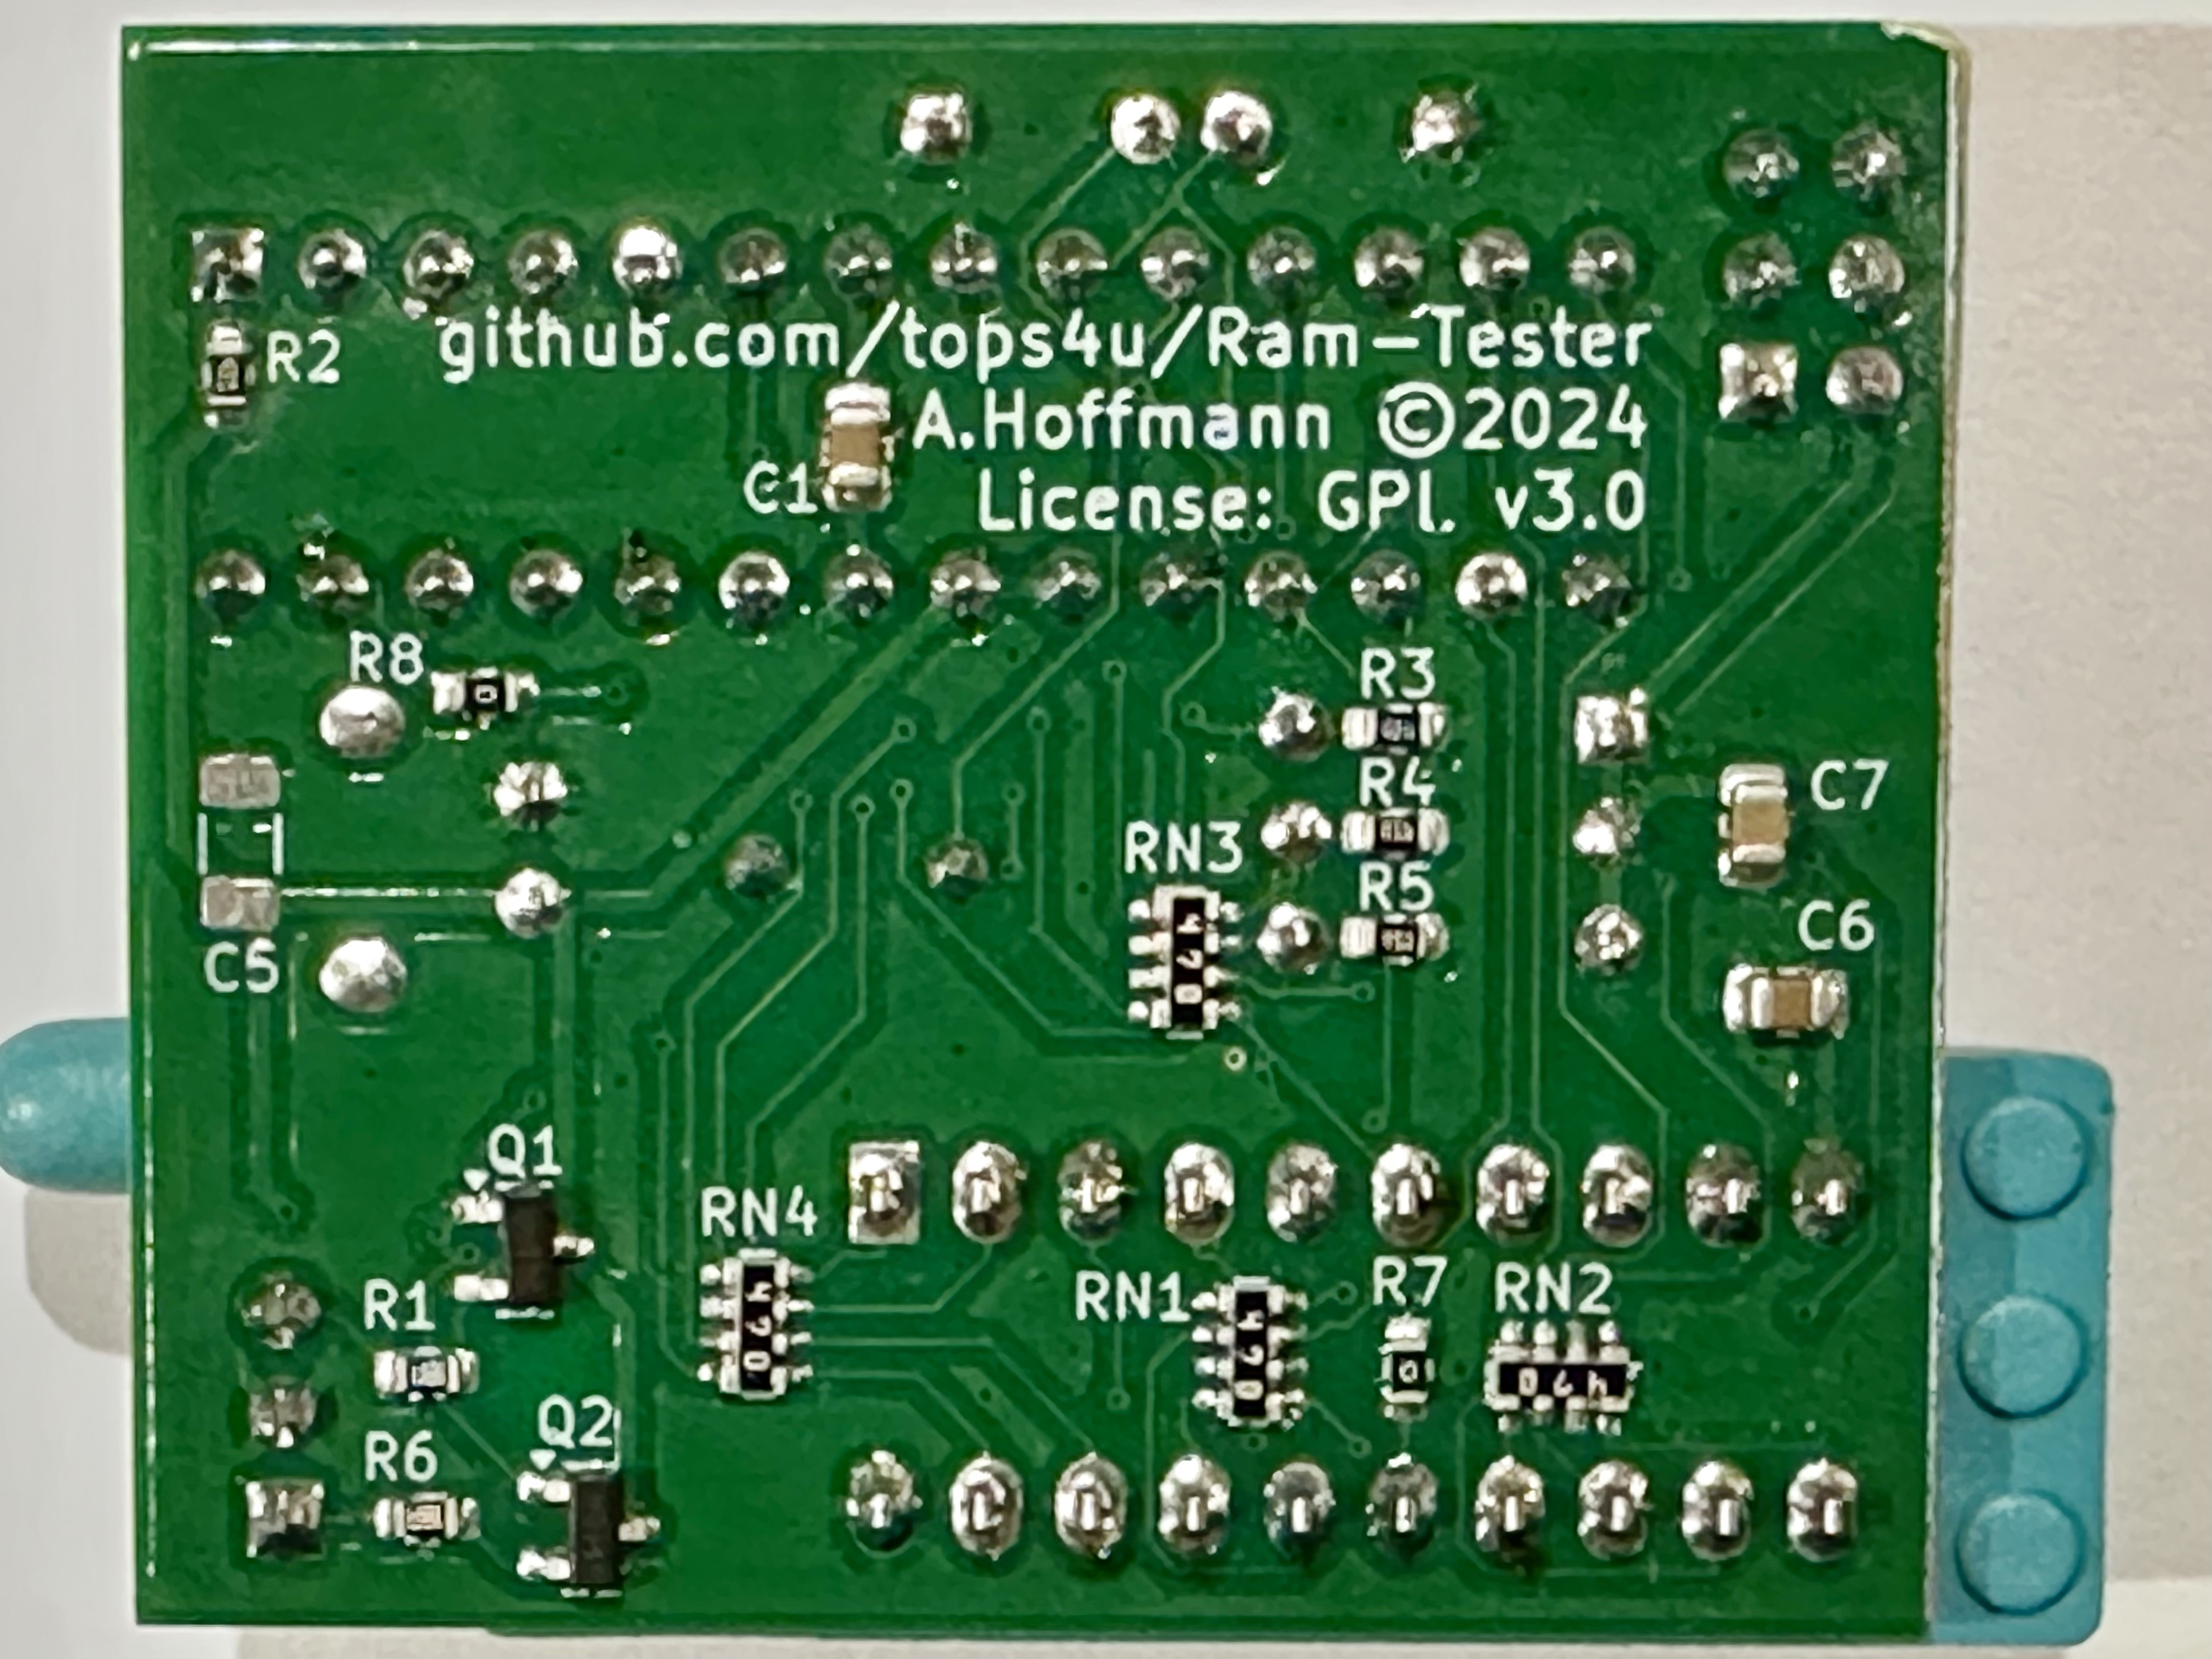 R2
github.com/tops4u/Ram-Tester
A.Hoffmann ©2024
C1
License: GPL v3.0
R8
R3
C7
R4
RN3
R5
C6
C5
Q1
RN4
R1
RN1
R7
RN2
Q2
R6
470
470
470
470